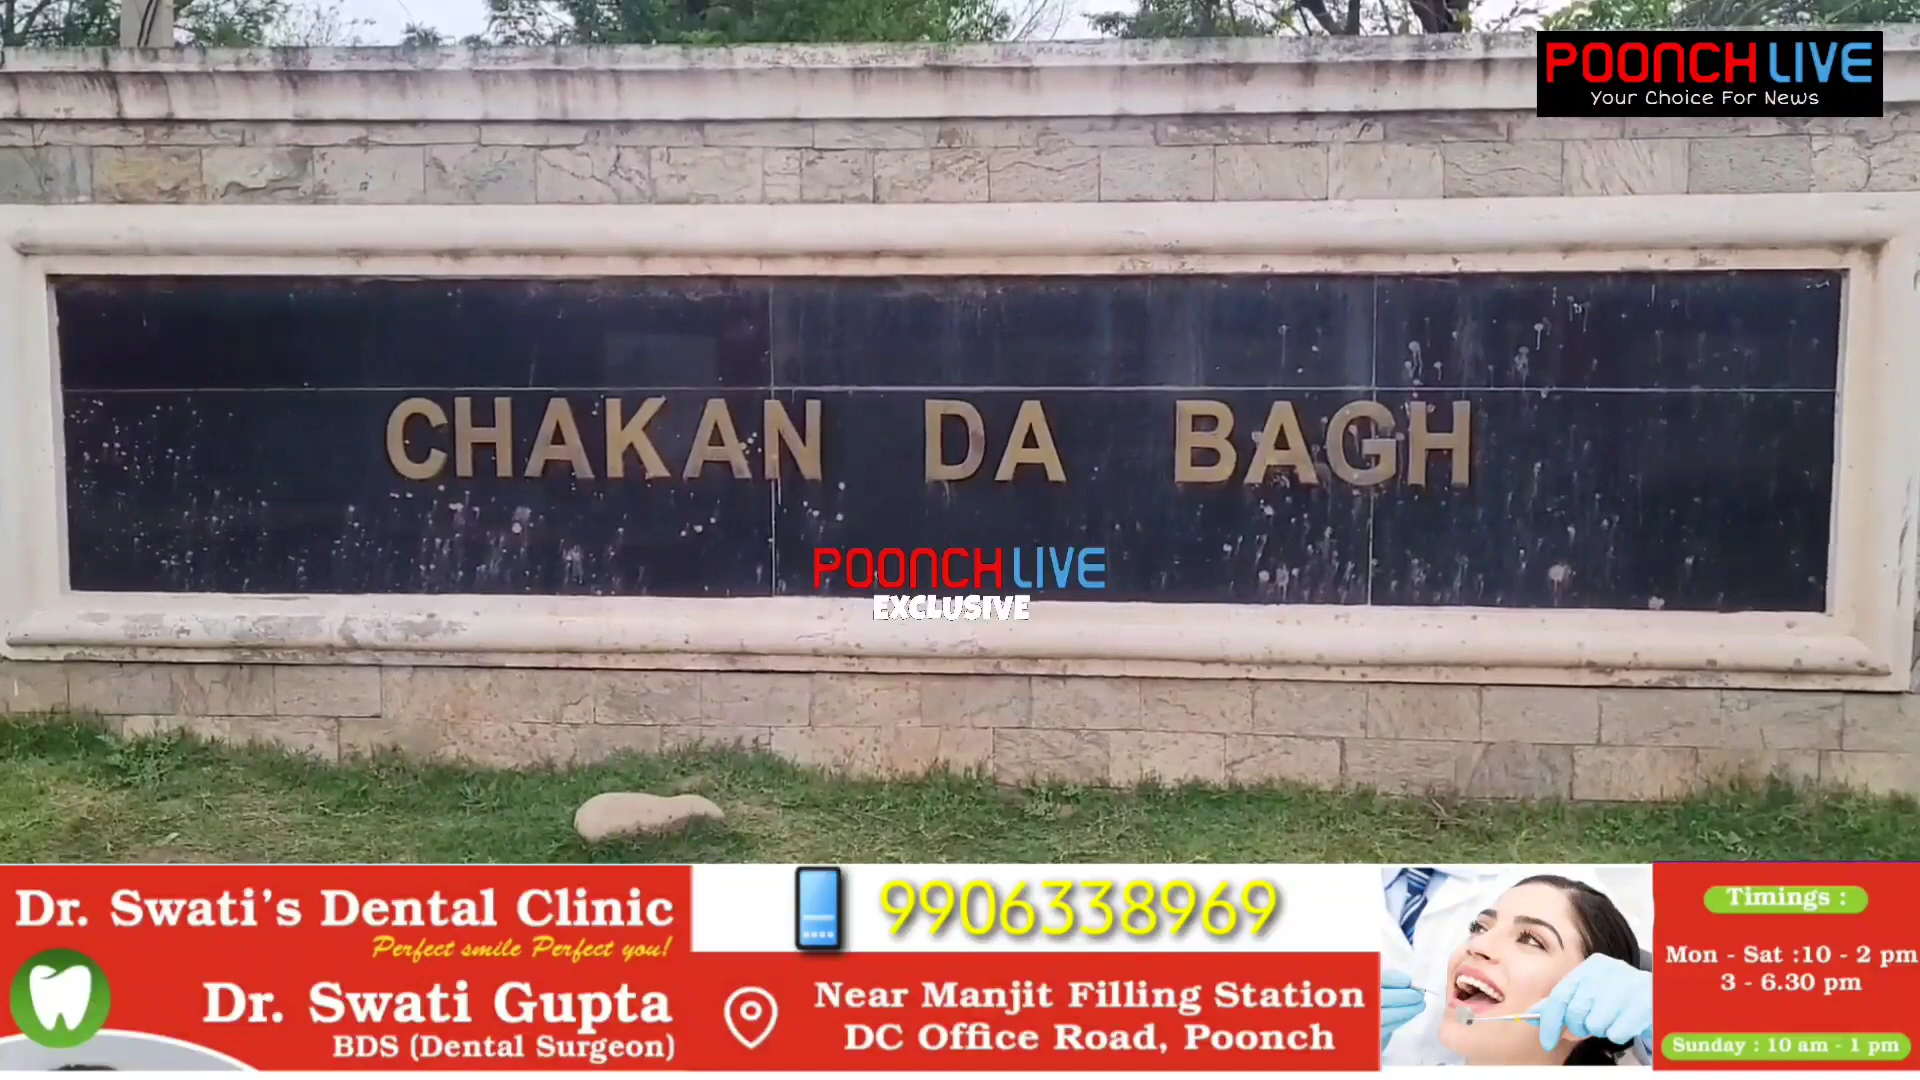 POONCH LIVE
Your Choice For News
CHAKAN DA BAGH
POONCH LIVE
EXCLUSIVE
Dr. Swati's Dental Clinic
Perfect smile Perfect you!
Dr. Swati Gupta
BDS (Dental Surgeon)
9906338969
Near Manjit Filling Station
DC Office Road, Poonch
Timings :
Mon - Sat :10 - 2 pm
3 - 6.30 pm
Sunday : 10 am - 1 pm